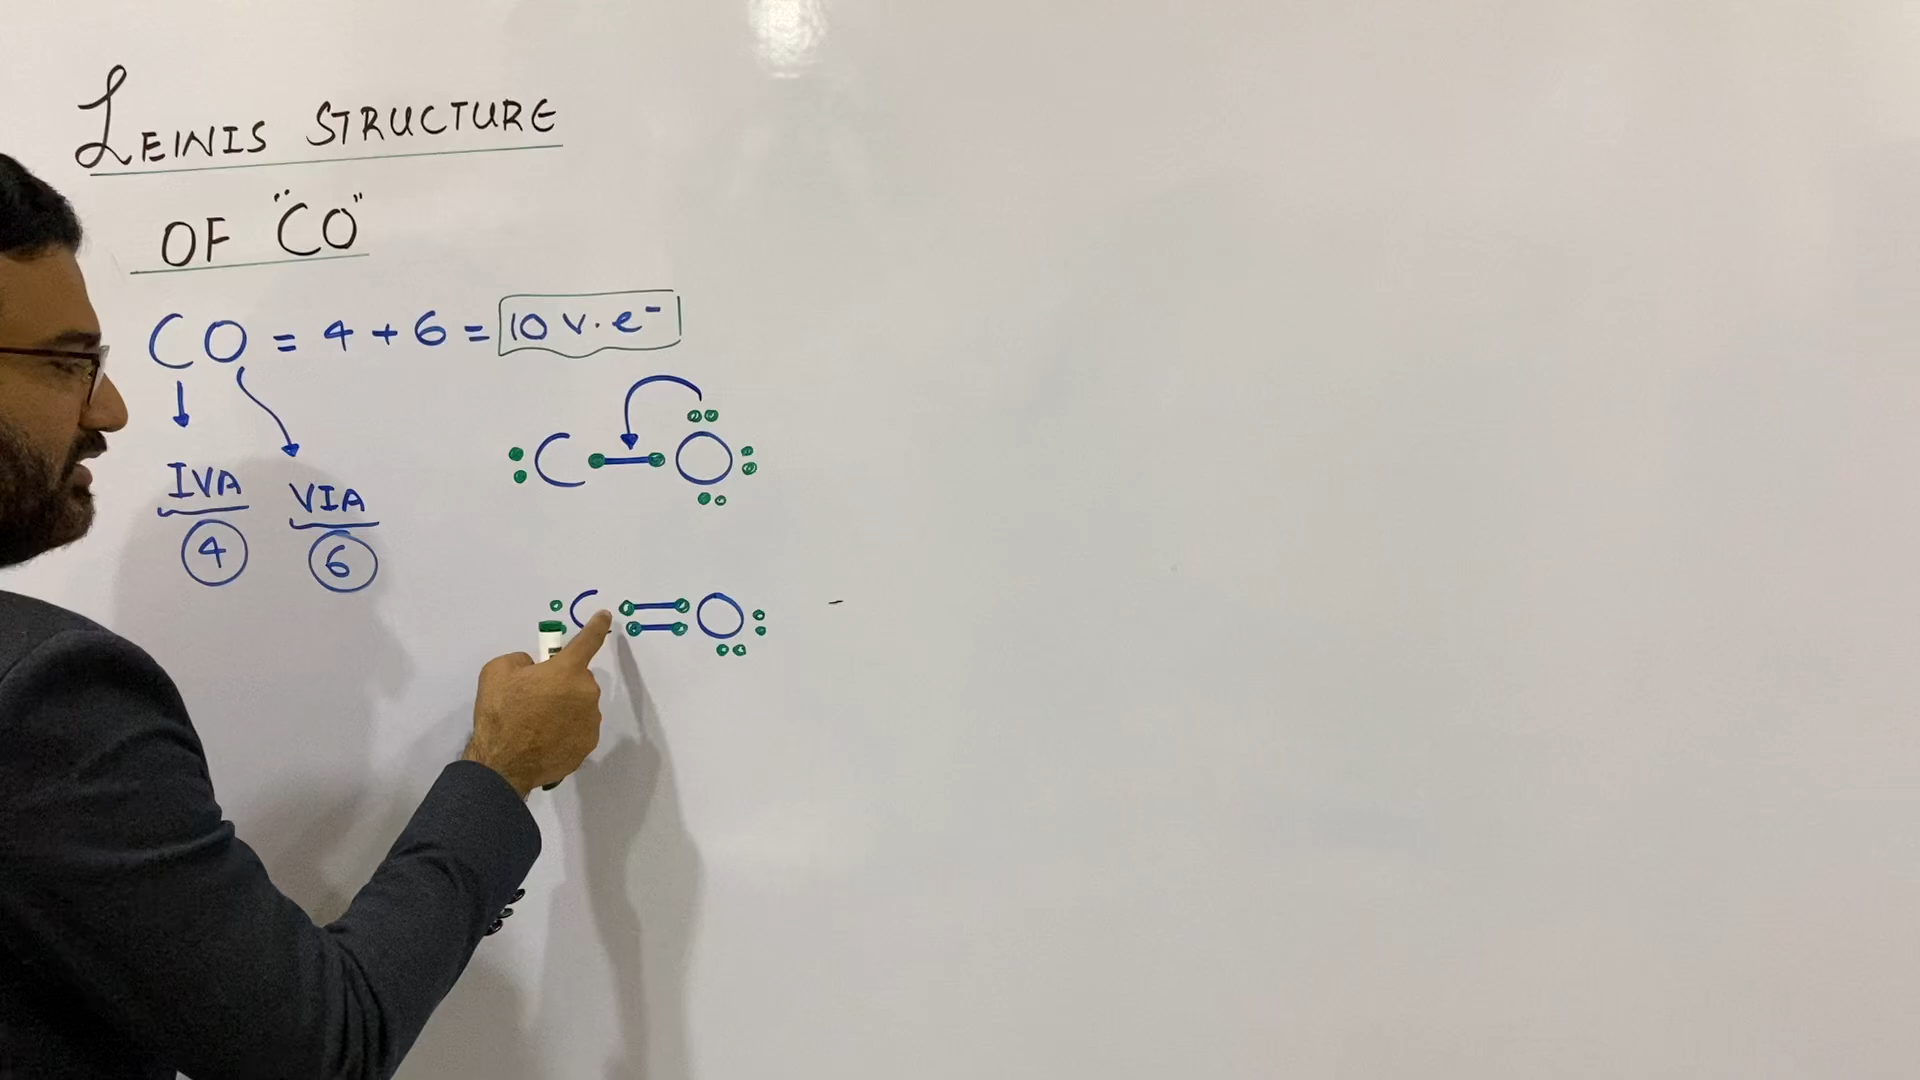 LEWIS STRUCTURE
OF "CO"
CO = 4 + 6 = 10 v.e⁻
IVA VIA
4 6
C O
C O